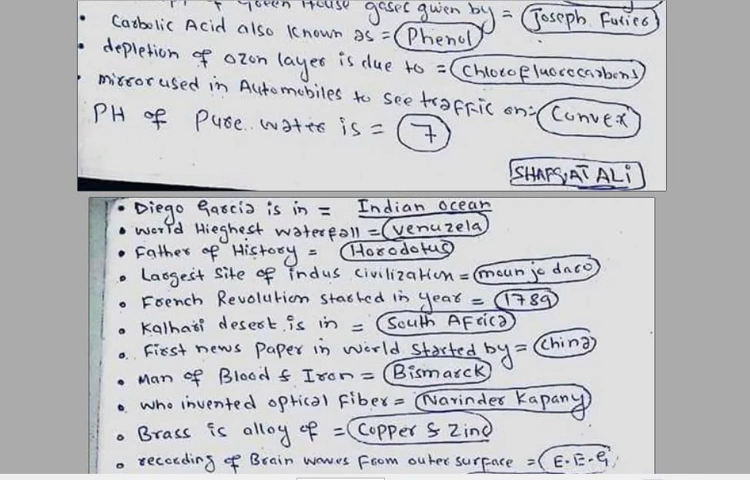 Green House gases given by = Joseph. Furier
• Carbolic Acid also known as = Phenol
• depletion of ozon layer is due to = Chlorofluorocarbons
• mirror used in Automobiles to see traffic on = Convex
PH of Pure water is = 7
SHAFQAT ALi
• Diego Garcia is in = Indian ocean
• world Hieghest waterfall = venuzela
• Father of History = Horodotus
• Largest Site of indus civilization = mounjo daro
• French Revolution started in year = 1789
• Kalhari desert is in = South Africa
• First news Paper in world started by = China
• Man of Blood & Iron = Bismarck
• who invented optical fiber = Narinder Kapany
• Brass is alloy of = Copper & Zinc
• recording of Brain waves from outer surface = E.E.G